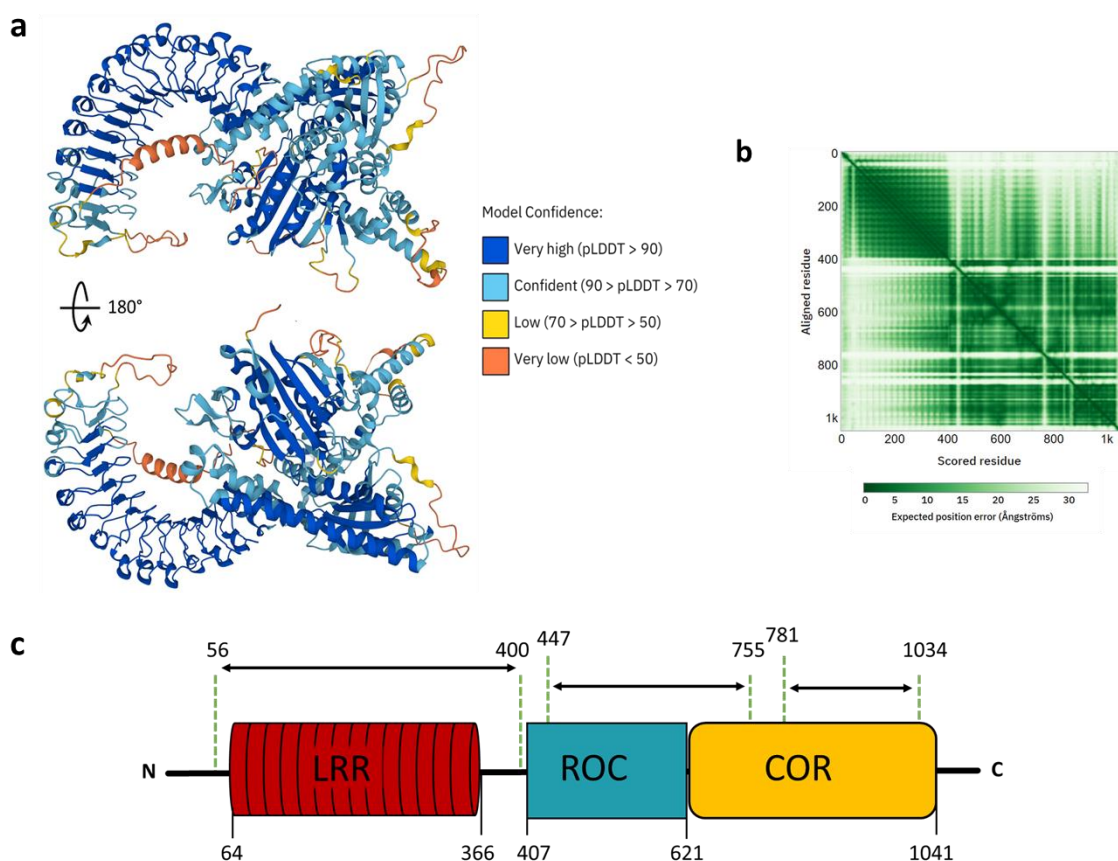 a
180°
Model Confidence:
Very high (pLDDT > 90)
Confident (90 > pLDDT > 70)
Low (70 > pLDDT > 50)
Very low (pLDDT < 50)
b
0
200
400
600
800
1k
Aligned residue
0 200 400 600 800 1k
Scored residue
0 5 10 15 20 25 30
Expected position error (Ångströms)
c
56 400 447 755 781 1034
N LRR ROC COR C
64 366 407 621 1041